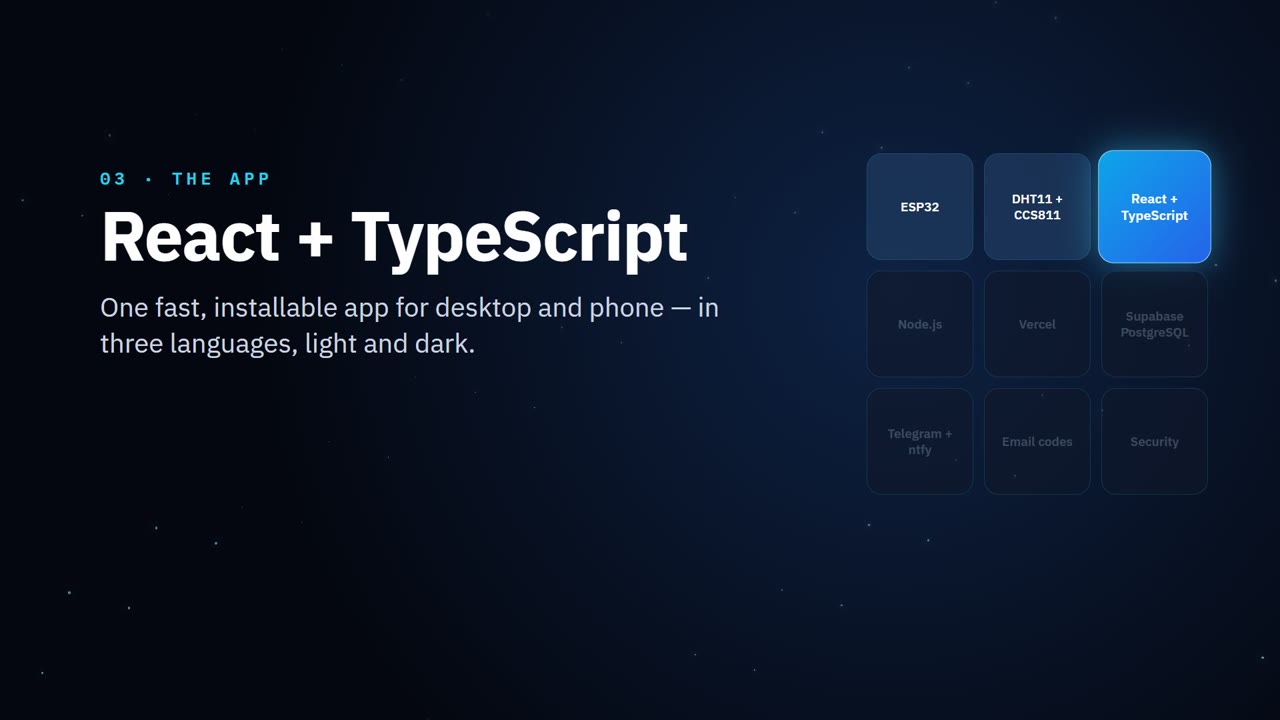 03 · THE APP
React + TypeScript
One fast, installable app for desktop and phone — in
three languages, light and dark.
ESP32
DHT11 +
CCS811
React +
TypeScript
Node.js
Vercel
Supabase
PostgreSQL
Telegram +
ntfy
Email codes
Security